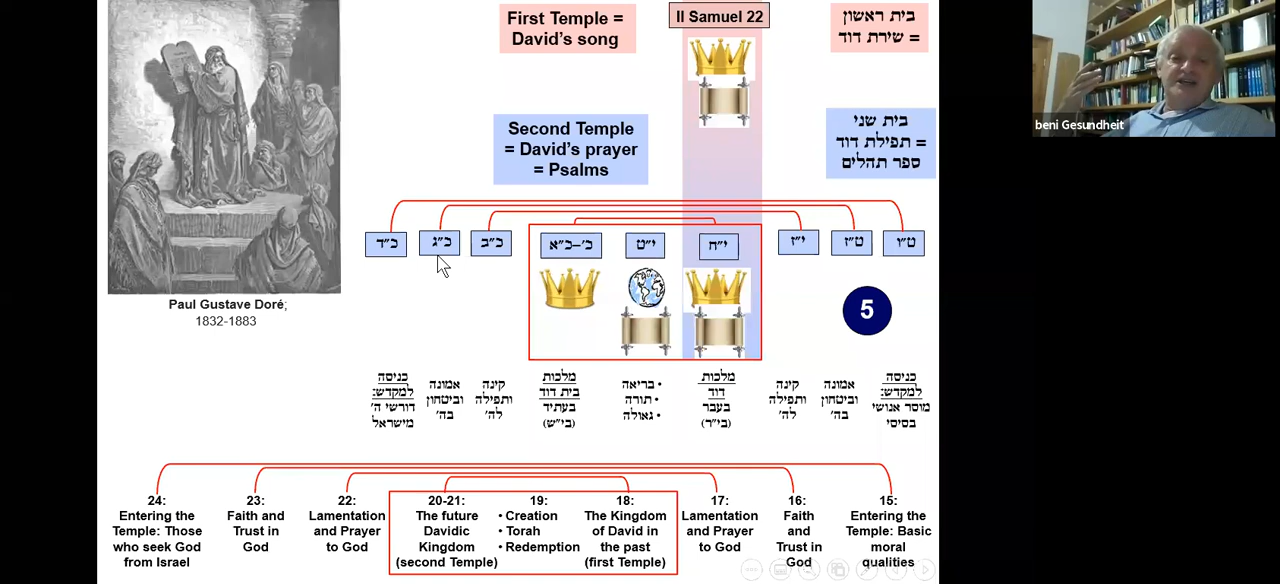 First Temple =
David's song
II Samuel 22
בית ראשון
= שירת דוד
beni Gesundheit
Second Temple
= David's prayer
= Psalms
בית שני
= תפילת דוד
ספר תהלים
כ"ד
כ"ג
כ"ב
כ'-כ"א
י"ט
י"ח
י"ז
ט"ז
ט"ו
Paul Gustave Doré;
1832-1883
5
כניסה
למקדש:
דורשי ה'
מישראל
אמונה
וביטחון
בה'
קינה
ותפילה
לה'
מלכות
בית דוד
בעתיד
(בי"ש)
• בריאה
• תורה
• גאולה
מלכות
דוד
בעבר
(בי"ר)
קינה
ותפילה
לה'
אמונה
וביטחון
בה'
כניסה
למקדש:
מוסר אנושי
בסיסי
24:
Entering the
Temple: Those
who seek God
from Israel
23:
Faith and
Trust in
God
22:
Lamentation
and Prayer
to God
20-21:
The future
Davidic
Kingdom
(second Temple)
19:
• Creation
• Torah
• Redemption
18:
The Kingdom
of David in
the past
(first Temple)
17:
Lamentation
and Prayer
to God
16:
Faith
and
Trust in
God
15:
Entering the
Temple: Basic
moral
qualities